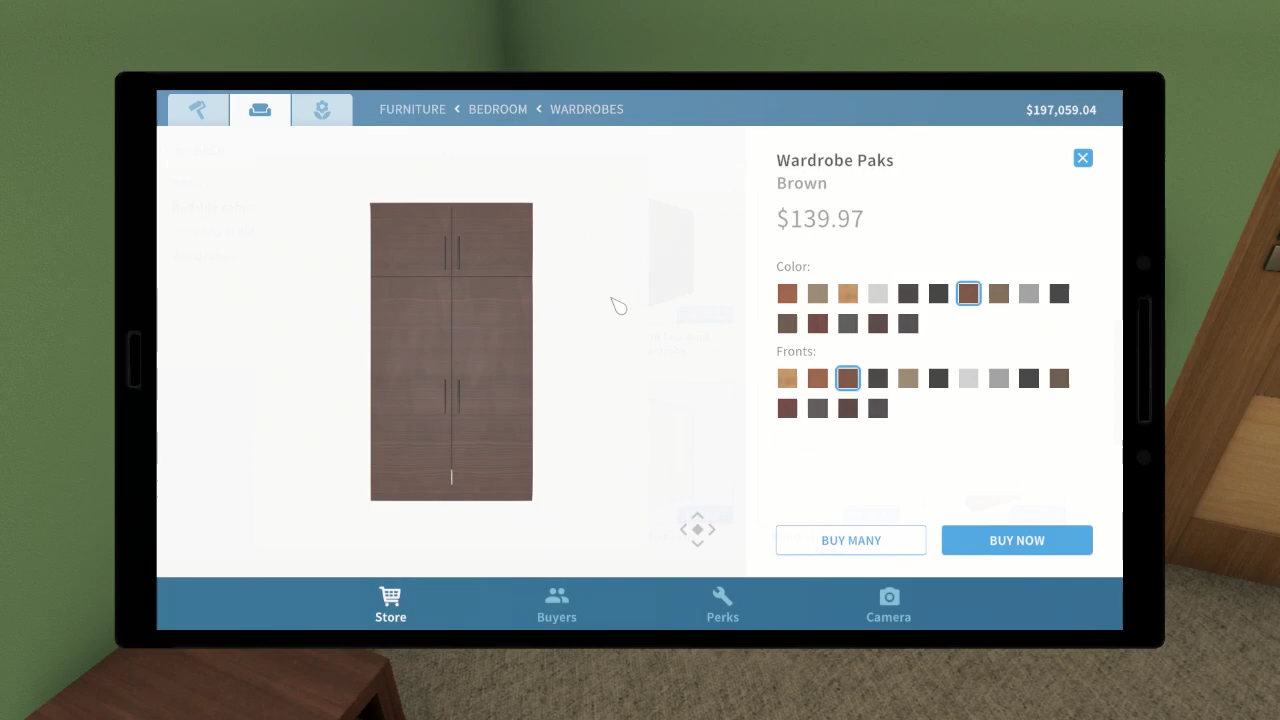 FURNITURE < BEDROOM < WARDROBES
$197,059.04
Wardrobe Paks
Brown
$139.97
Color:
Fronts:
BUY MANY
BUY NOW
Store
Buyers
Perks
Camera